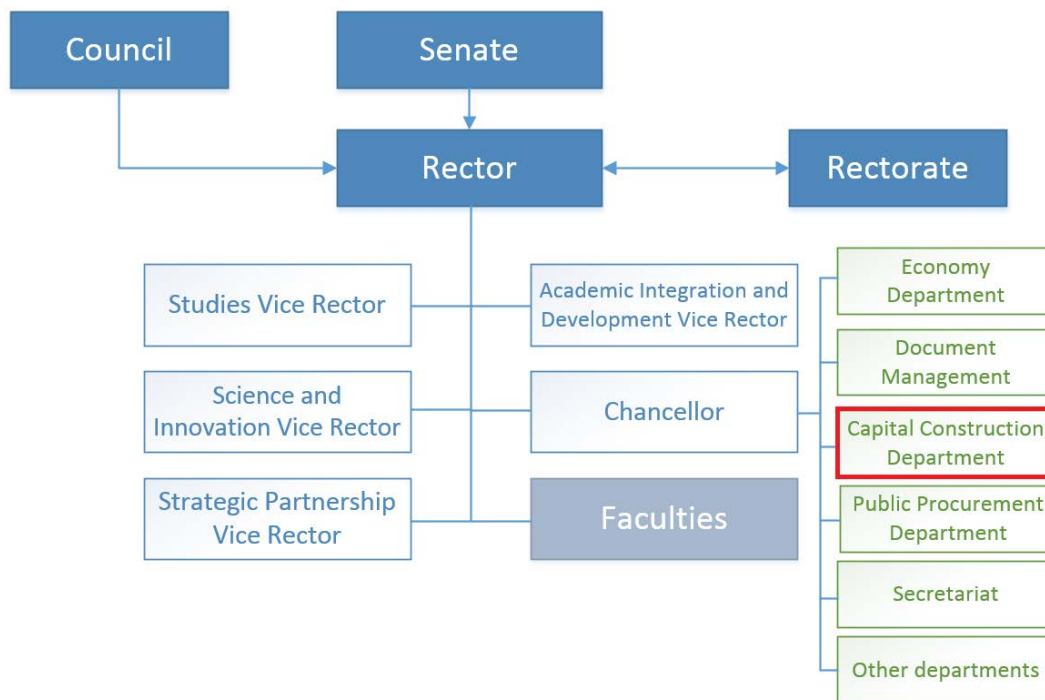 Council
Senate
Rector
Rectorate
Studies Vice Rector
Academic Integration and
Development Vice Rector
Science and
Innovation Vice Rector
Chancellor
Strategic Partnership
Vice Rector
Faculties
Economy
Department
Document
Management
Capital Construction
Department
Public Procurement
Department
Secretariat
Other departments